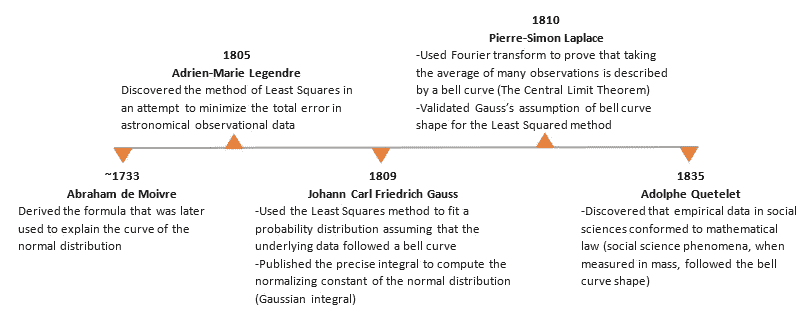 1810
Pierre-Simon Laplace
-Used Fourier transform to prove that taking
the average of many observations is described
by a bell curve (The Central Limit Theorem)
-Validated Gauss's assumption of bell curve
shape for the Least Squared method
1805
Adrien-Marie Legendre
Discovered the method of Least Squares in
an attempt to minimize the total error in
astronomical observational data
~1733
Abraham de Moivre
Derived the formula that was later
used to explain the curve of the
normal distribution
1809
Johann Carl Friedrich Gauss
-Used the Least Squares method to fit a
probability distribution assuming that the
underlying data followed a bell curve
-Published the precise integral to compute the
normalizing constant of the normal distribution
(Gaussian integral)
1835
Adolphe Quetelet
-Discovered that empirical data in social
sciences conformed to mathematical
law (social science phenomena, when
measured in mass, followed the bell
curve shape)